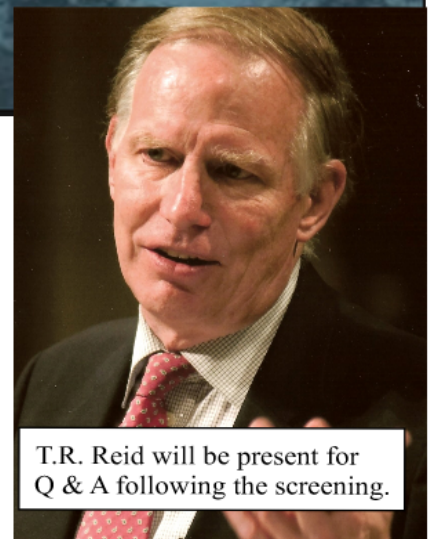 T.R. Reid will be present for
Q & A following the screening.